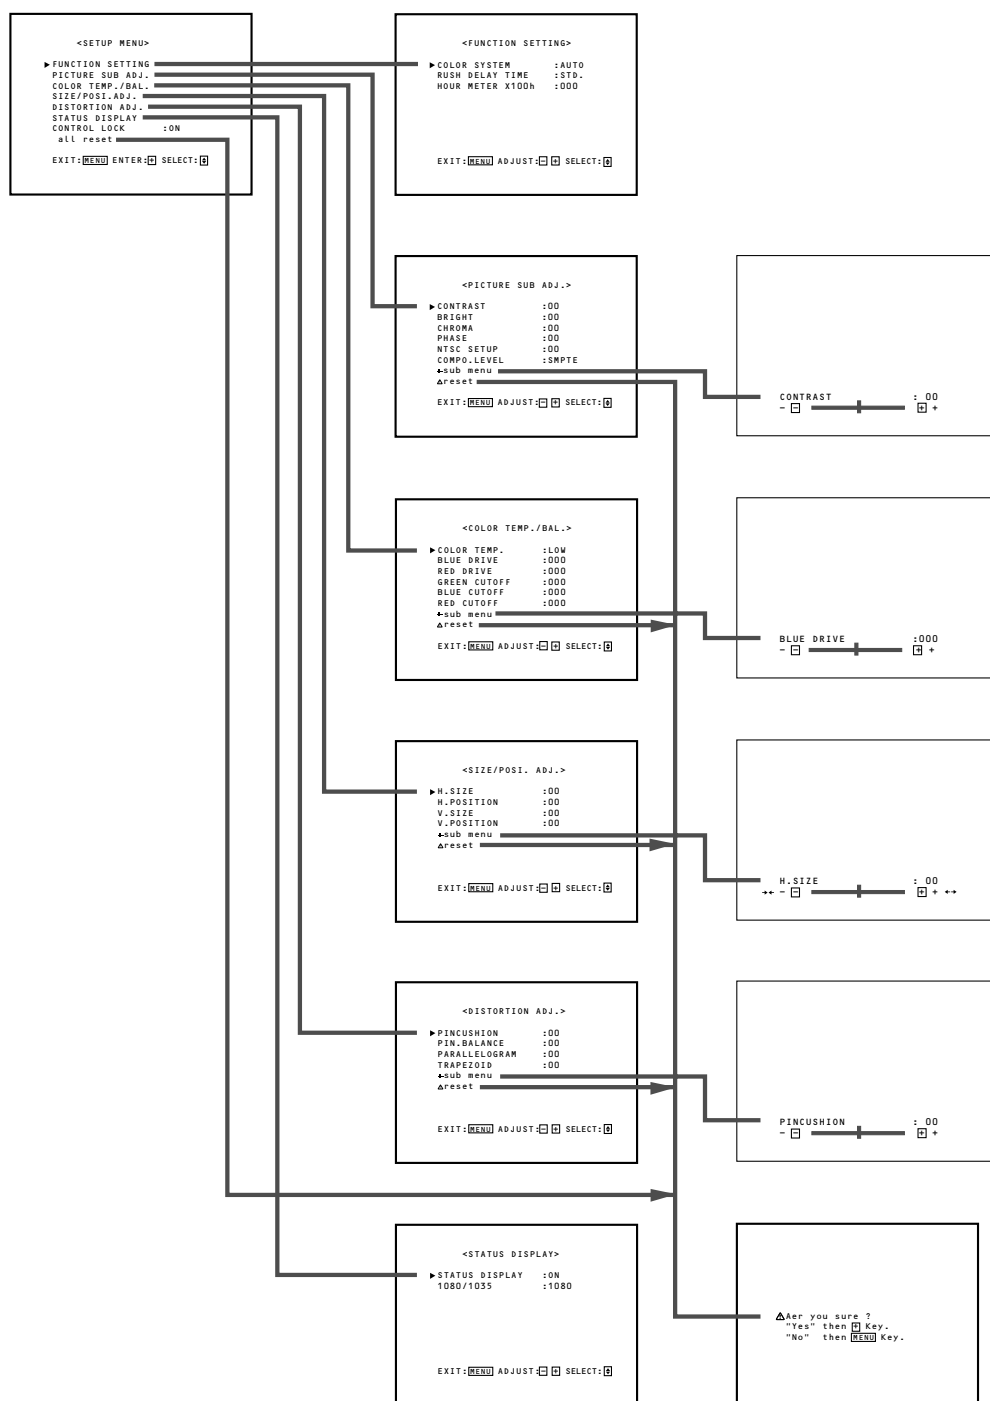 <SETUP MENU>
▶FUNCTION SETTING
PICTURE SUB ADJ.
COLOR TEMP./BAL.
SIZE/POSI.ADJ.
DISTORTION ADJ.
STATUS DISPLAY
CONTROL LOCK :ON
all reset
EXIT:MENU ENTER:+ SELECT:
<FUNCTION SETTING>
▶COLOR SYSTEM :AUTO
RUSH DELAY TIME :STD.
HOUR METER X100h :000
EXIT:MENU ADJUST:- + SELECT:
<PICTURE SUB ADJ.>
▶CONTRAST :00
BRIGHT :00
CHROMA :00
PHASE :00
NTSC SETUP :00
COMPO.LEVEL :SMPTE
sub menu
reset
EXIT:MENU ADJUST:- + SELECT:
CONTRAST : 00
- - + +
<COLOR TEMP./BAL.>
▶COLOR TEMP. :LOW
BLUE DRIVE :000
RED DRIVE :000
GREEN CUTOFF :000
BLUE CUTOFF :000
RED CUTOFF :000
sub menu
reset
EXIT:MENU ADJUST:- + SELECT:
BLUE DRIVE :000
- - + +
<SIZE/POSI. ADJ.>
▶H.SIZE :00
H.POSITION :00
V.SIZE :00
V.POSITION :00
sub menu
reset
EXIT:MENU ADJUST:- + SELECT:
H.SIZE : 00
→← - - + + ←→
<DISTORTION ADJ.>
▶PINCUSHION :00
PIN.BALANCE :00
PARALLELOGRAM :00
TRAPEZOID :00
sub menu
reset
EXIT:MENU ADJUST:- + SELECT:
PINCUSHION : 00
- - + +
<STATUS DISPLAY>
▶STATUS DISPLAY :ON
1080/1035 :1080
EXIT:MENU ADJUST:- + SELECT:
⚠Aer you sure ?
"Yes" then + Key.
"No" then MENU Key.